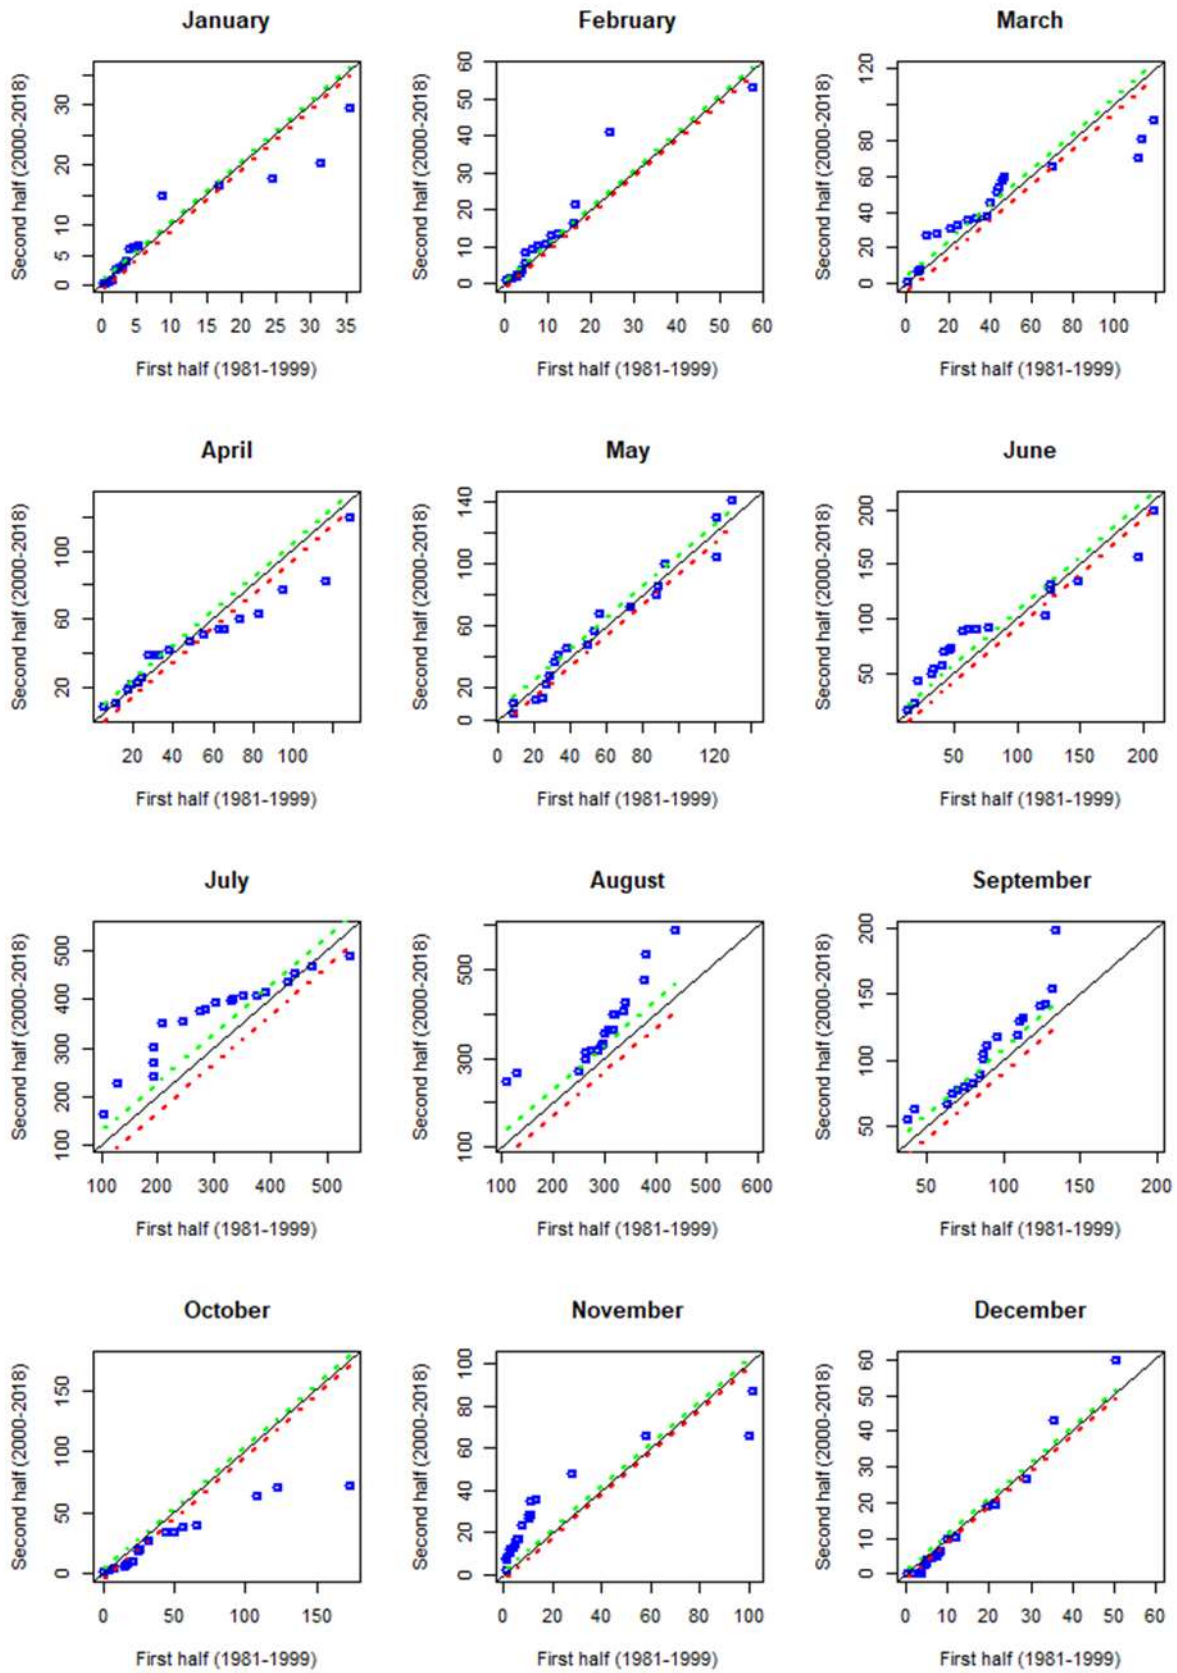 January February March
Second half (2000-2018) Second half (2000-2018) Second half (2000-2018)
0 5 10 20 30 0 10 20 30 40 50 60 0 20 40 60 80 100 120
0 5 10 15 20 25 30 35 0 10 20 30 40 50 60 0 20 40 60 80 100
First half (1981-1999) First half (1981-1999) First half (1981-1999)
April May June
Second half (2000-2018) Second half (2000-2018) Second half (2000-2018)
20 60 100 0 20 60 100 140 50 100 150 200
20 40 60 80 100 0 20 40 60 80 120 50 100 150 200
First half (1981-1999) First half (1981-1999) First half (1981-1999)
July August September
Second half (2000-2018) Second half (2000-2018) Second half (2000-2018)
100 200 300 400 500 100 300 500 50 100 150 200
100 200 300 400 500 100 200 300 400 500 600 50 100 150 200
First half (1981-1999) First half (1981-1999) First half (1981-1999)
October November December
Second half (2000-2018) Second half (2000-2018) Second half (2000-2018)
0 50 100 150 0 20 40 60 80 100 0 10 20 30 40 50 60
0 50 100 150 0 20 40 60 80 100 0 10 20 30 40 50 60
First half (1981-1999) First half (1981-1999) First half (1981-1999)